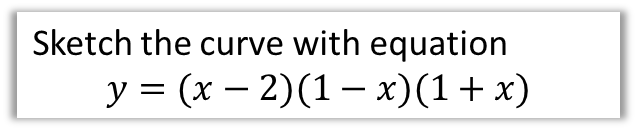 Sketch the curve with equation
y = (x − 2)(1 − x)(1 + x)